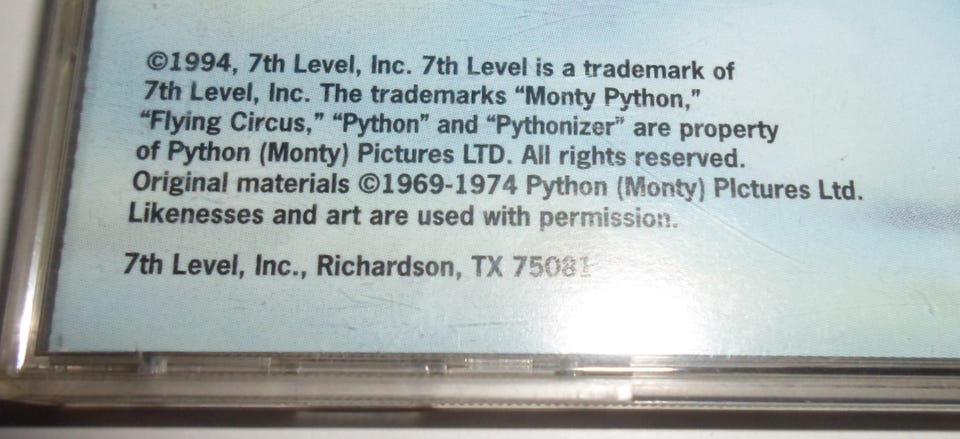 ©1994, 7th Level, Inc. 7th Level is a trademark of
7th Level, Inc. The trademarks “Monty Python,”
“Flying Circus,” “Python” and “Pythonizer” are property
of Python (Monty) Pictures LTD. All rights reserved.
Original materials ©1969-1974 Python (Monty) PIctures Ltd.
Likenesses and art are used with permission.
7th Level, Inc., Richardson, TX 75081